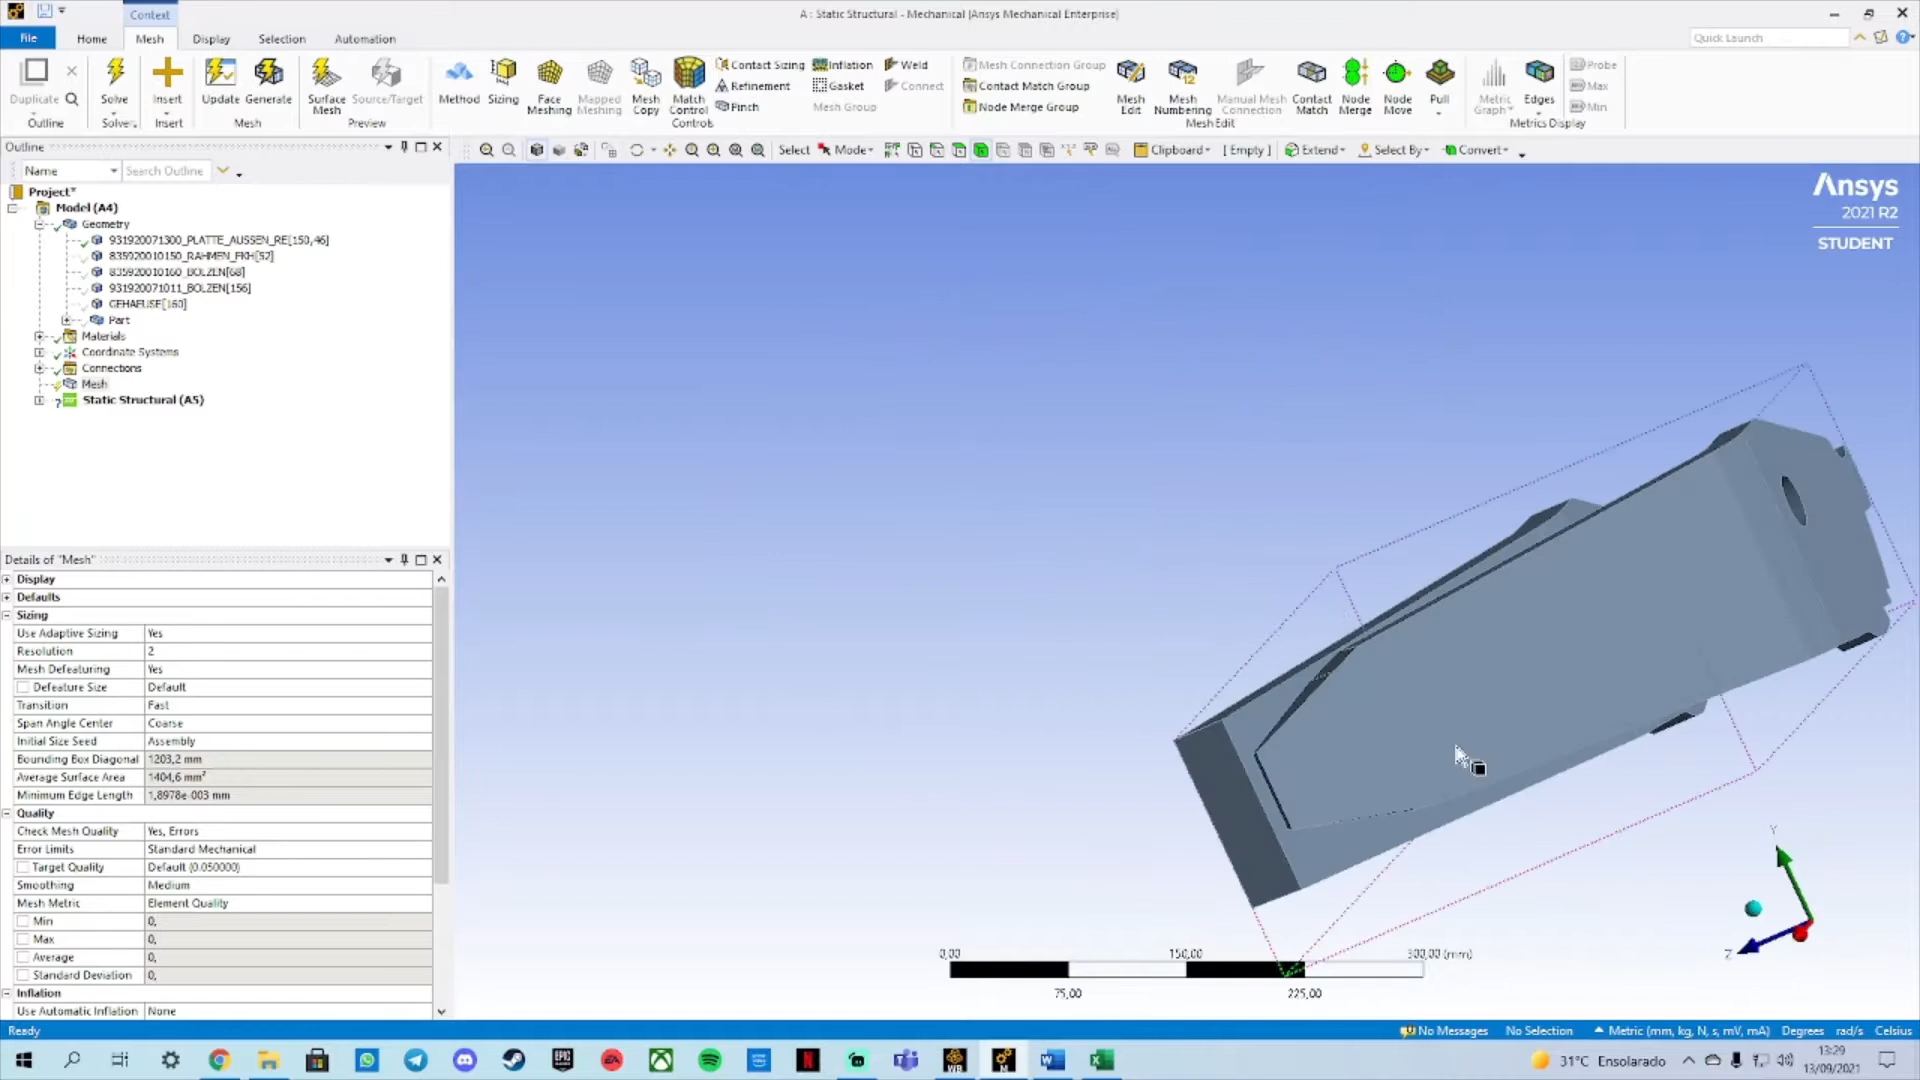 Context
A : Static Structural - Mechanical [Ansys Mechanical Enterprise]
File Home Mesh Display Selection Automation Quick Launch
Duplicate Solve Insert Update Generate Surface Mesh Source/Target Method Sizing Face Meshing Mapped Meshing Mesh Copy Match Control
Contact Sizing Inflation Weld
Refinement Gasket Connect
Pinch Mesh Group
Mesh Connection Group
Contact Match Group
Node Merge Group
Mesh Edit Mesh Numbering Manual Mesh Connection Contact Match Node Merge Node Move Pull Metric Graph Edges
Probe
Max
Min
Outline Solve Insert Mesh Preview Controls Mesh Edit Metrics Display
Outline
Select Mode Clipboard [ Empty ] Extend Select By Convert
Name Search Outline
Project*
Model (A4)
Geometry
931920071300_PLATTE_AUSSEN_RE[150,46]
835920010150_RAHMEN_FKH[52]
835920010160_BOLZEN[68]
931920071011_BOLZEN[156]
GEHAEUSE[160]
Part
Materials
Coordinate Systems
Connections
Mesh
Static Structural (A5)
Ansys
2021 R2
STUDENT
Details of "Mesh"
Display
Defaults
Sizing
Use Adaptive Sizing Yes
Resolution 2
Mesh Defeaturing Yes
Defeature Size Default
Transition Fast
Span Angle Center Coarse
Initial Size Seed Assembly
Bounding Box Diagonal 1203,2 mm
Average Surface Area 1404,6 mm²
Minimum Edge Length 1,8978e-003 mm
Quality
Check Mesh Quality Yes, Errors
Error Limits Standard Mechanical
Target Quality Default (0.050000)
Smoothing Medium
Mesh Metric Element Quality
Min 0,
Max 0,
Average 0,
Standard Deviation 0,
Inflation
Use Automatic Inflation None
Y
Z
0,00 150,00 300,00 (mm)
75,00 225,00
Ready No Messages No Selection Metric (mm, kg, N, s, mV, mA) Degrees rad/s Celsius
31°C Ensolarado
13:29
13/09/2021